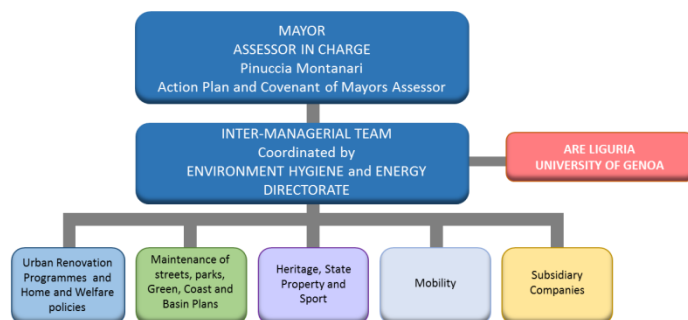 MAYOR
ASSESSOR IN CHARGE
Pinuccia Montanari
Action Plan and Covenant of Mayors Assessor
INTER-MANAGERIAL TEAM
Coordinated by
ENVIRONMENT HYGIENE and ENERGY
DIRECTORATE
ARE LIGURIA
UNIVERSITY OF GENOA
Urban Renovation
Programmes and
Home and Welfare
policies
Maintenance of
streets, parks,
Green, Coast and
Basin Plans
Heritage, State
Property and
Sport
Mobility
Subsidiary
Companies